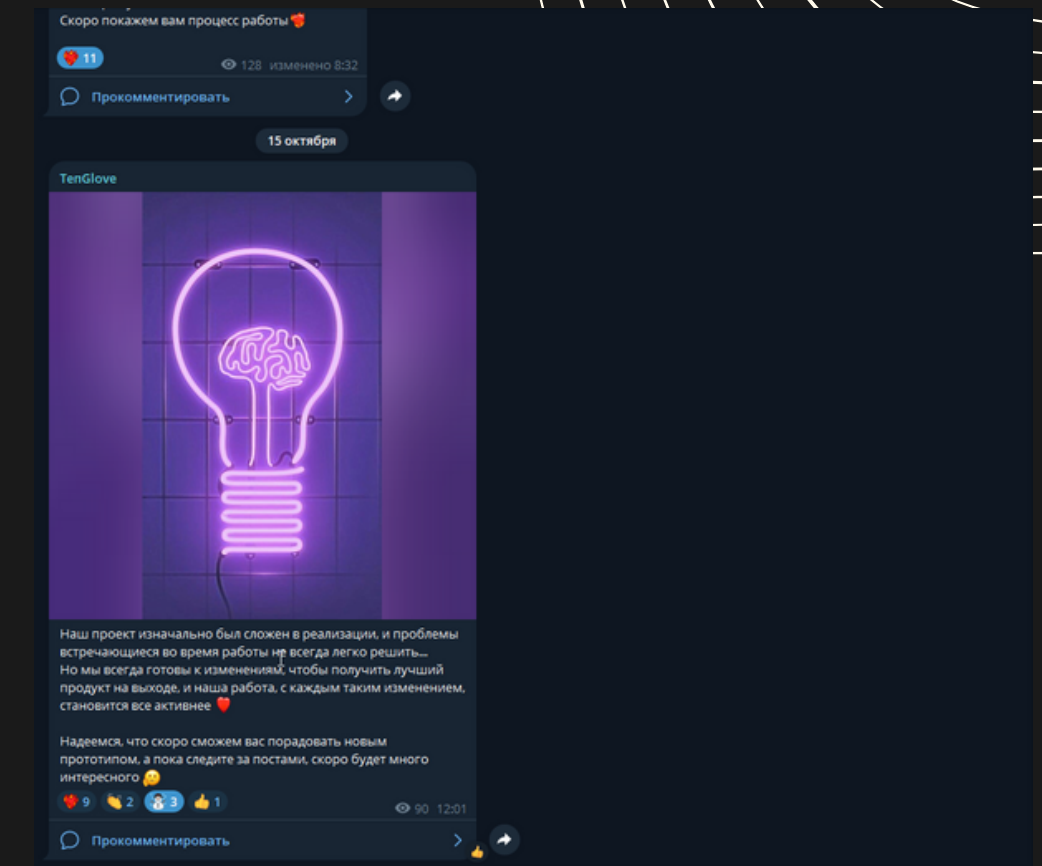 Скоро покажем вам процесс работы
11
128 изменено 8:32
Прокомментировать
15 октября
TenGlove
Наш проект изначально был сложен в реализации, и проблемы
встречающиеся во время работы не всегда легко решить...
Но мы всегда готовы к изменениям, чтобы получить лучший
продукт на выходе, и наша работа, с каждым таким изменением,
становится все активнее
Надеемся, что скоро сможем вас порадовать новым
прототипом, а пока следите за постами, скоро будет много
интересного
9 2 3 1
90 12:01
Прокомментировать